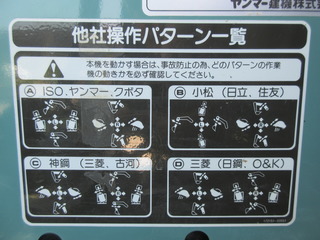 ヤンマー建機株式
他社操作パターン一覧
本機を動かす場合は、事故防止の為、どのパターンの作業
機の動きかを必ず確認してください。
Ⓐ ISO、ヤンマー、クボタ
Ⓑ 小松（日立、住友）
Ⓒ 神鋼（三菱、古河）
Ⓓ 三菱（日鋼、O&K）